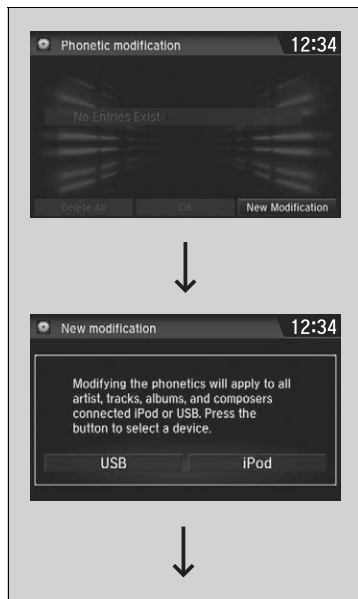 Phonetic modification 12:34
No Entries Exist
Delete All OK New Modification
New modification 12:34
Modifying the phonetics will apply to all
artist, tracks, albums, and composers
connected iPod or USB. Press the
button to select a device.
USB iPod